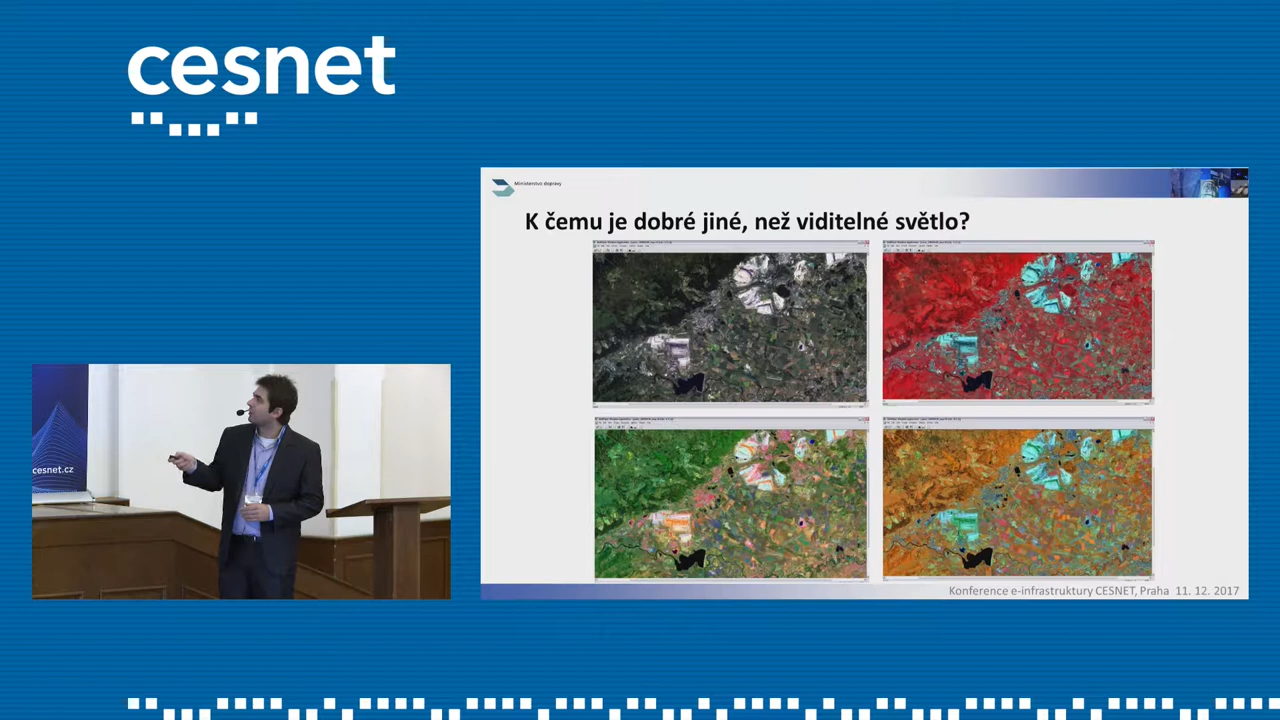 cesnet
Ministerstvo dopravy
K čemu je dobré jiné, než viditelné světlo?
cesnet.cz
Konference e-infrastruktury CESNET, Praha 11. 12. 2017